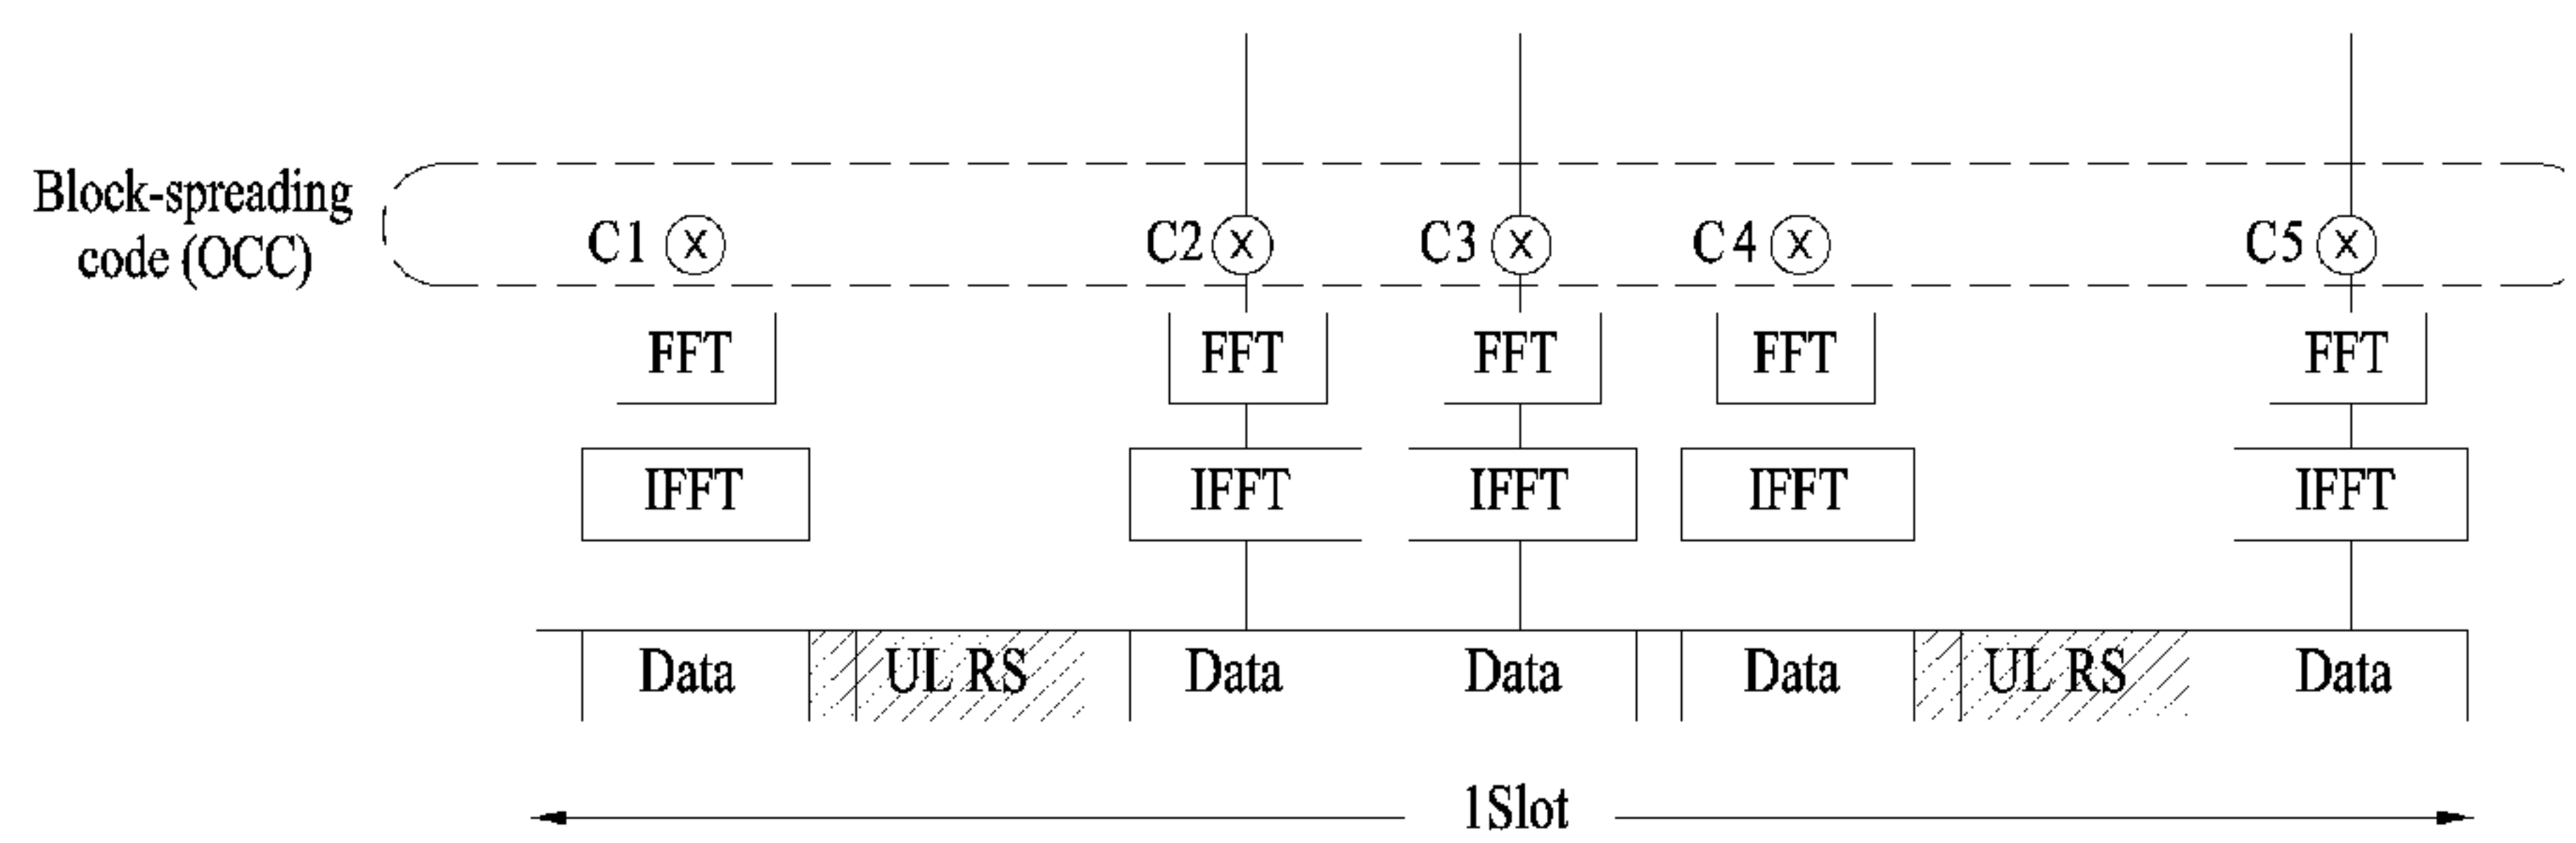 Block-spreading
code (OCC)
C1 X C2 X C3 X C4 X C5 X
FFT FFT FFT FFT FFT
IFFT IFFT IFFT IFFT IFFT
Data UL RS Data Data Data UL RS Data
1Slot